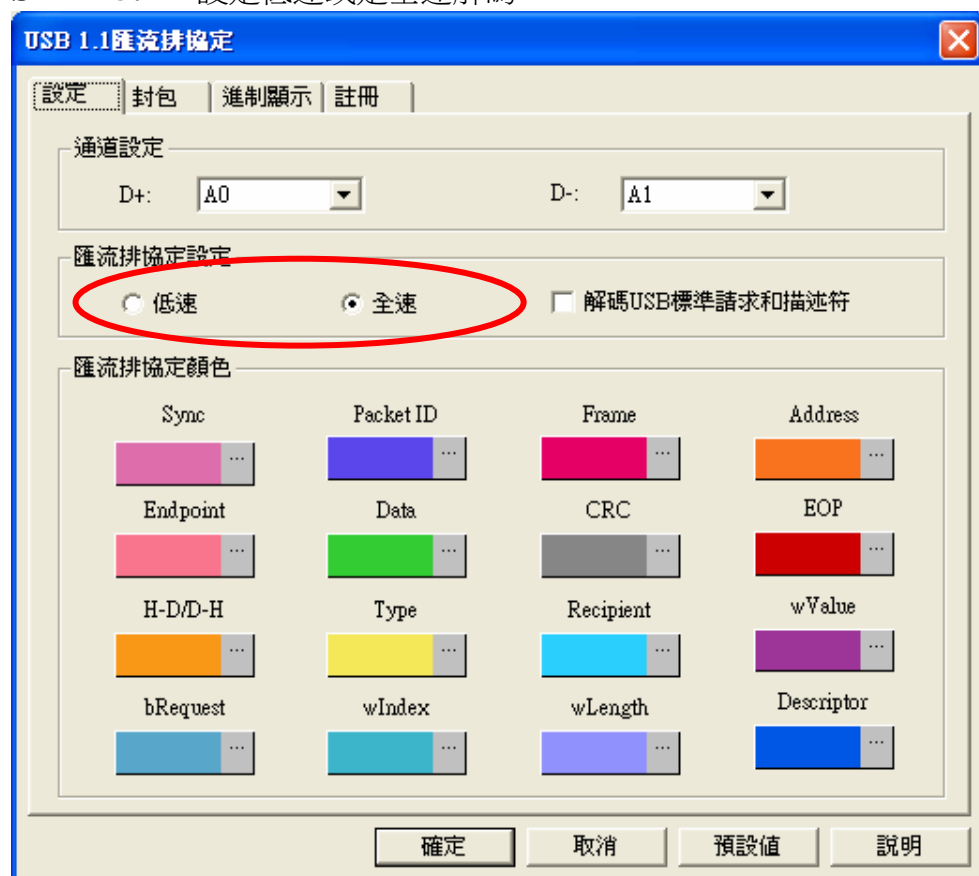 USB 1.1匯流排協定
設定 封包 進制顯示 註冊
通道設定
D+: A0 D-: A1
匯流排協定設定
低速 全速 解碼USB標準請求和描述符
匯流排協定顏色
Sync Packet ID Frame Address
... ... ... ...
Endpoint Data CRC EOP
... ... ... ...
H-D/D-H Type Recipient wValue
... ... ... ...
bRequest wIndex wLength Descriptor
... ... ... ...
確定 取消 預設值 說明